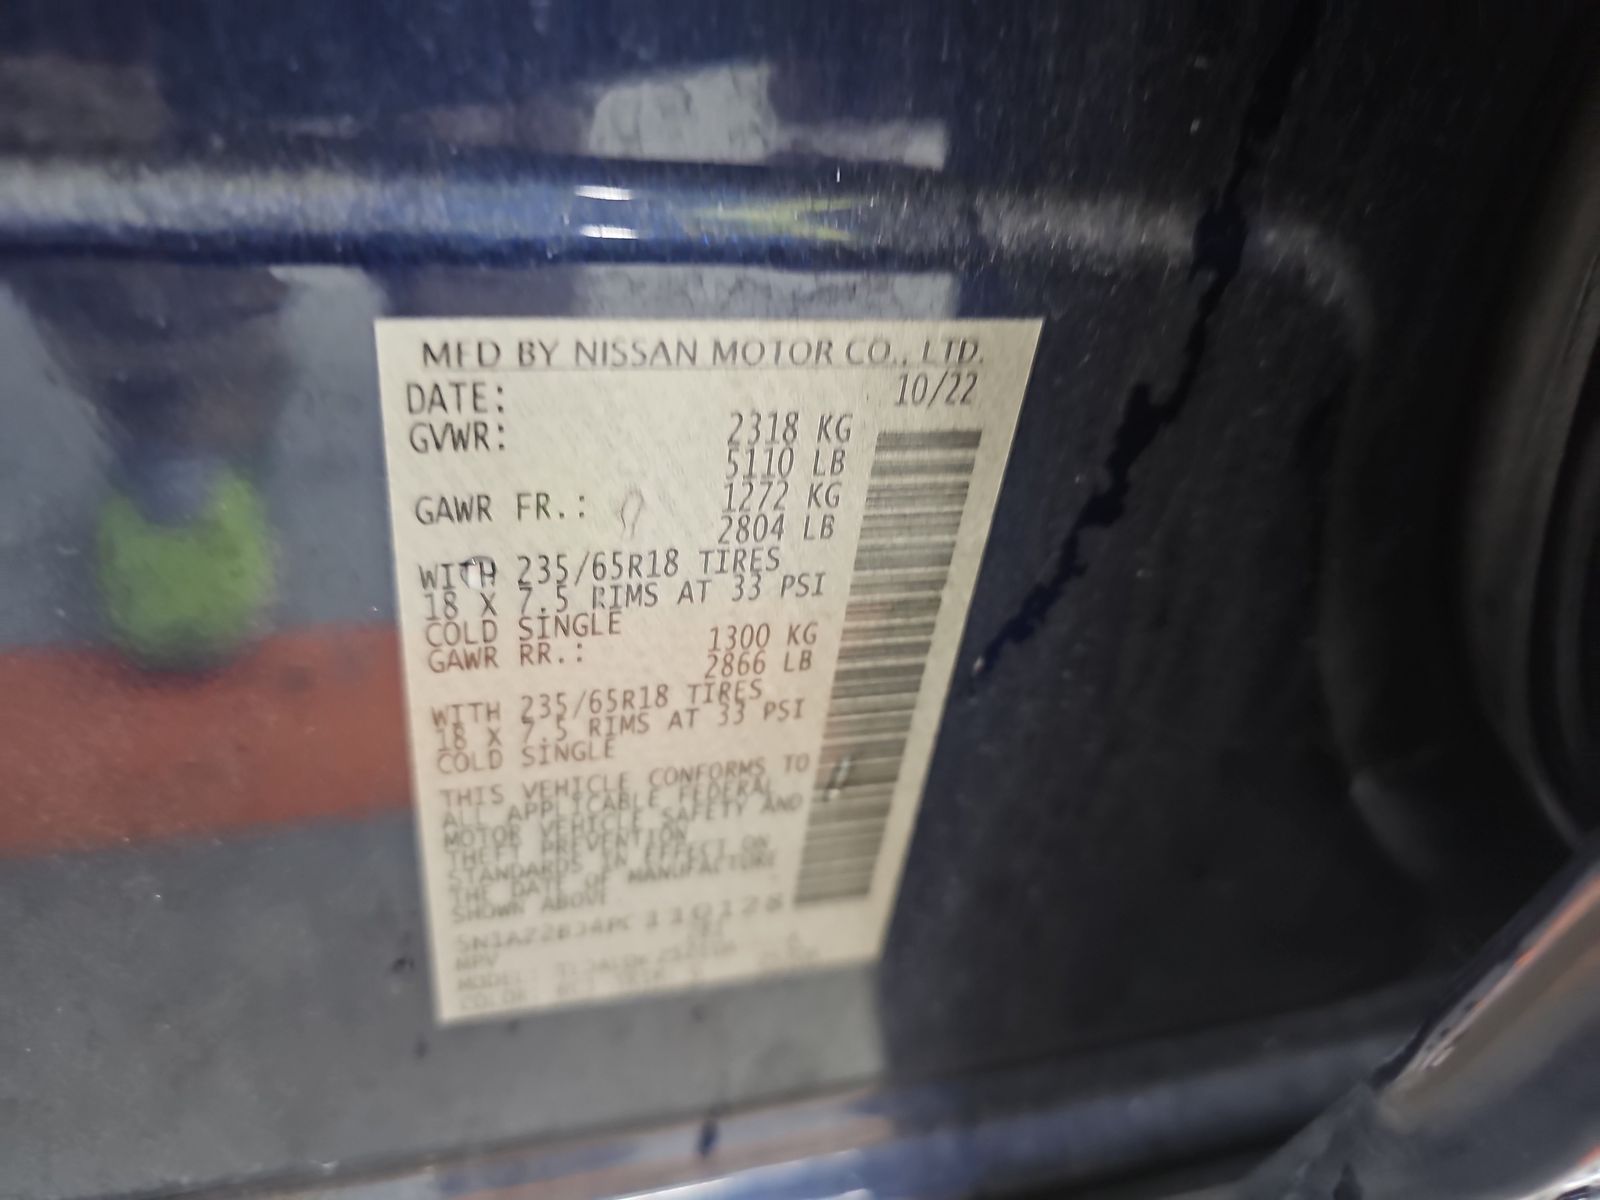 MFD BY NISSAN MOTOR CO., LTD.
DATE: 10/22
GVWR: 2318 KG
5110 LB
GAWR FR.: 1272 KG
2804 LB
WITH 235/65R18 TIRES
18 X 7.5 RIMS AT 33 PSI
COLD SINGLE
GAWR RR.: 1300 KG
2866 LB
WITH 235/65R18 TIRES
18 X 7.5 RIMS AT 33 PSI
COLD SINGLE
THIS VEHICLE CONFORMS TO
ALL APPLICABLE FEDERAL
MOTOR VEHICLE SAFETY AND
THEFT PREVENTION
STANDARDS IN EFFECT ON
THE DATE OF MANUFACTURE
SHOWN ABOVE
MPV
MODEL:
COLOR: